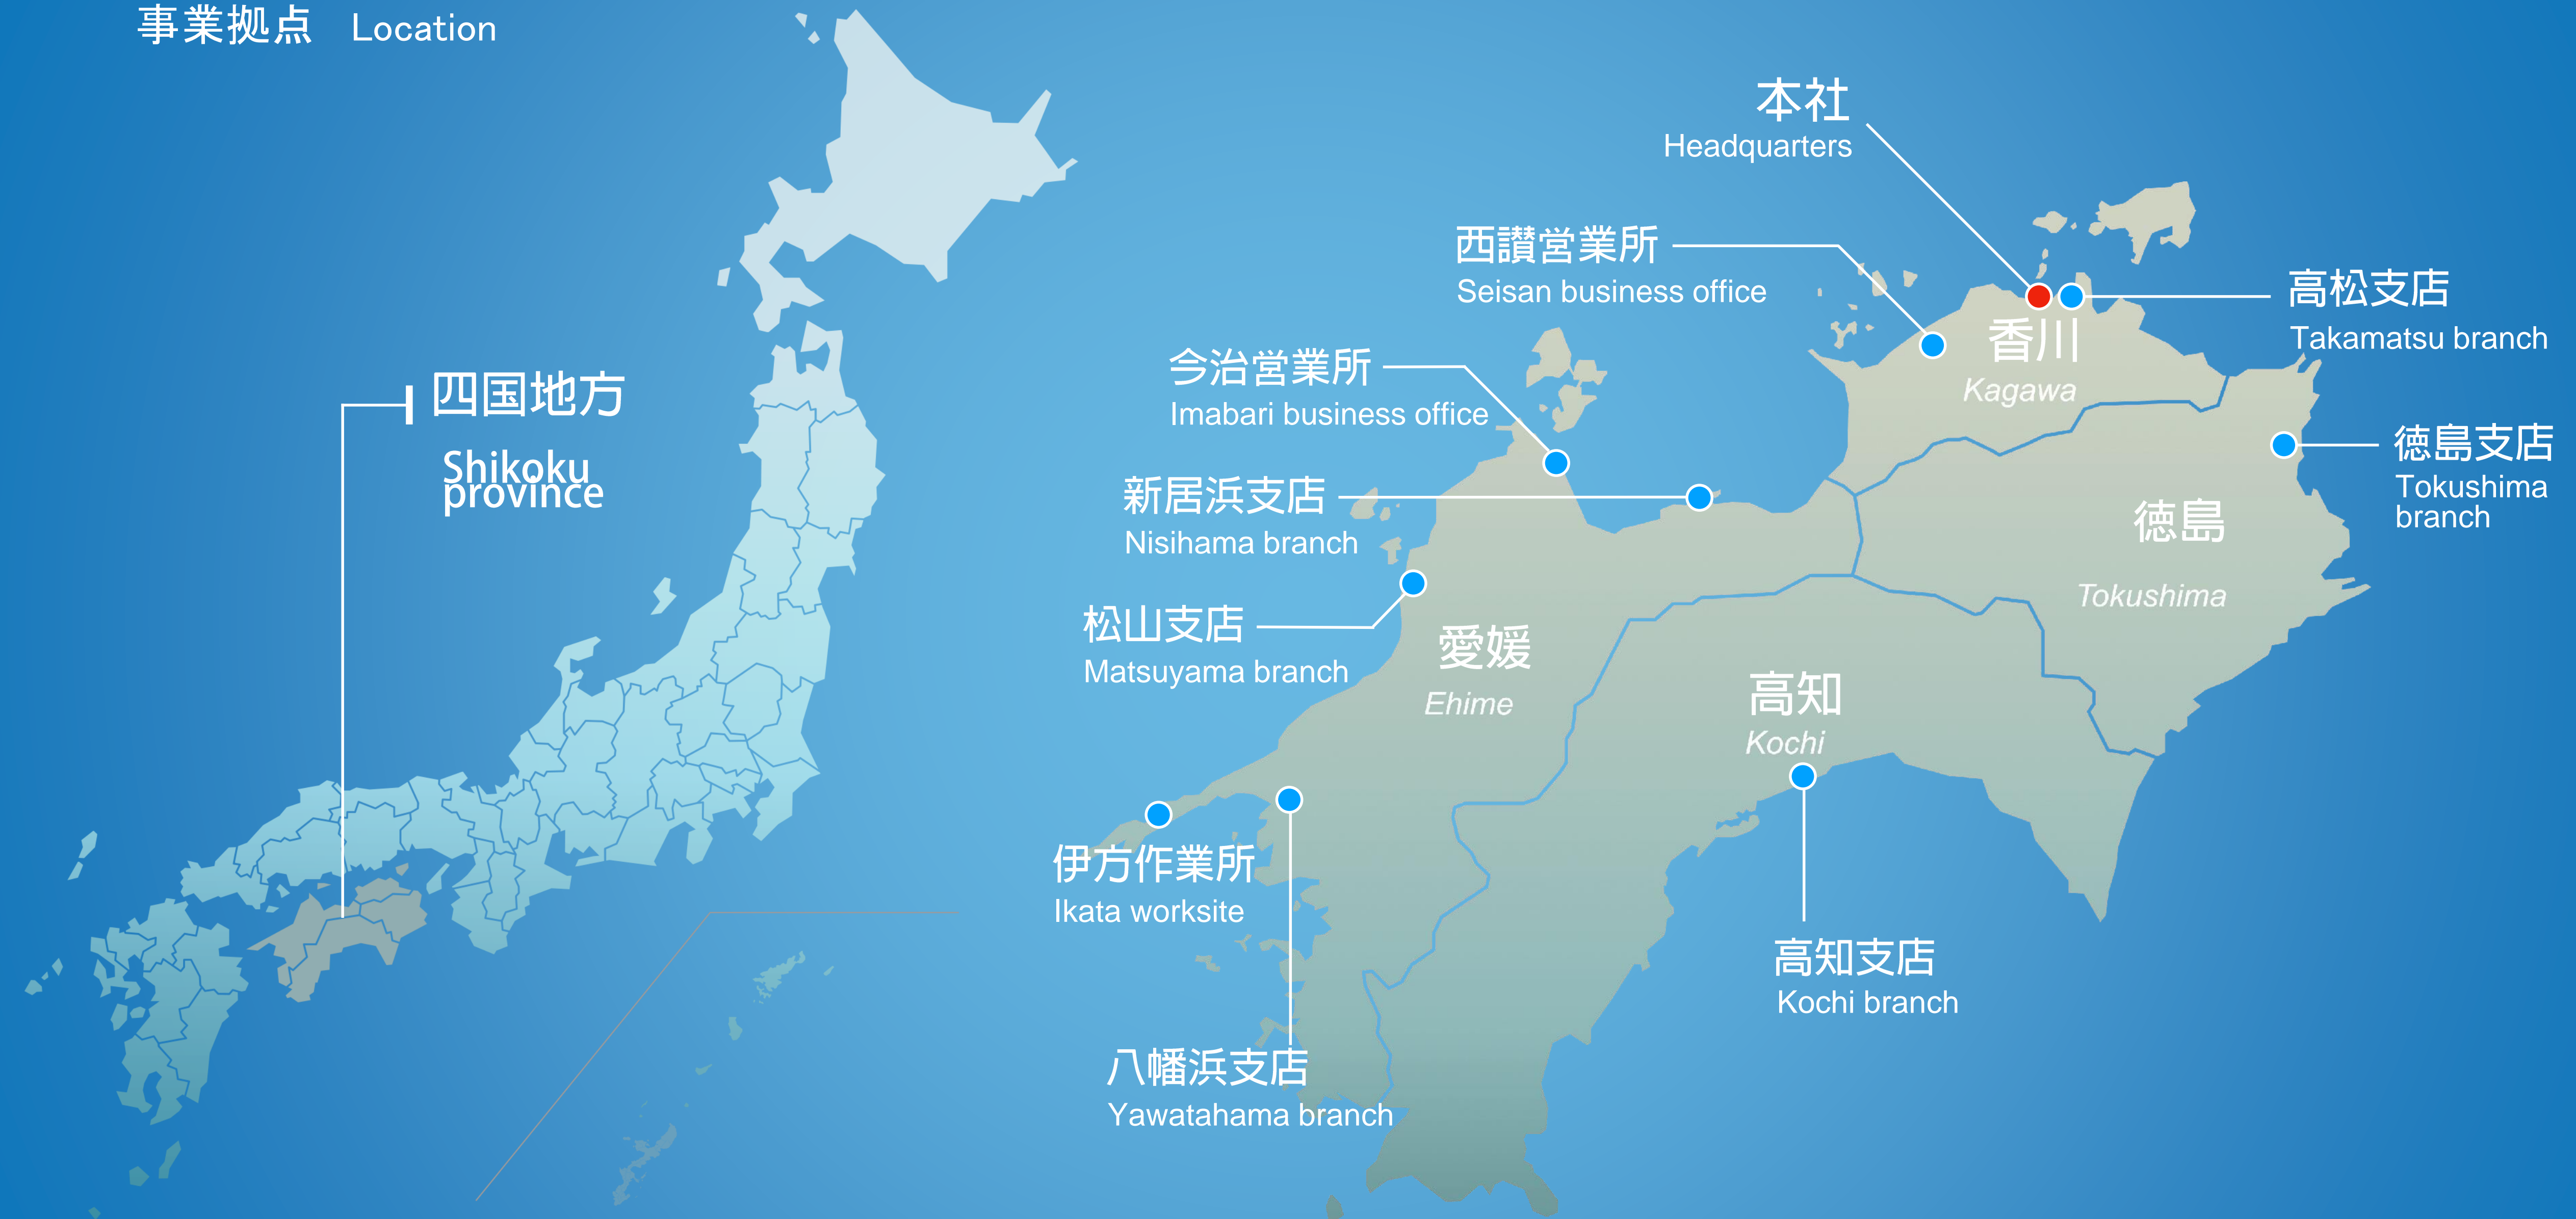 事業拠点 Location
四国地方
Shikoku
province
本社
Headquarters
西讃営業所
Seisan business office
今治営業所
Imabari business office
新居浜支店
Nisihama branch
松山支店
Matsuyama branch
伊方作業所
Ikata worksite
八幡浜支店
Yawatahama branch
愛媛
Ehime
高知
Kochi
高知支店
Kochi branch
香川
Kagawa
高松支店
Takamatsu branch
徳島支店
Tokushima
branch
徳島
Tokushima